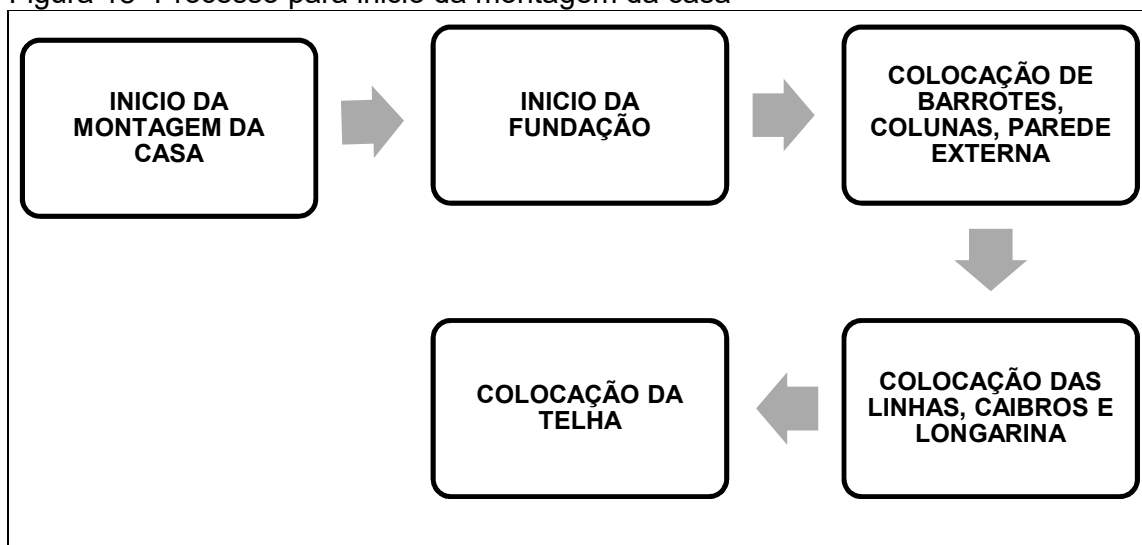 Figura 18- Processo para inicio da montagem da casa
INICIO DA
MONTAGEM DA
CASA
INICIO DA
FUNDAÇÃO
COLOCAÇÃO DE
BARROTES,
COLUNAS, PAREDE
EXTERNA
COLOCAÇÃO DAS
LINHAS, CAIBROS E
LONGARINA
COLOCAÇÃO DA
TELHA